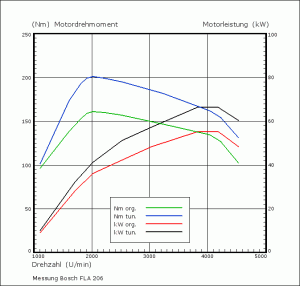 (Nm) Motordrehmoment Motorleistung (kW)
250 100
200 80
150 60
100 40
50 20
Nm org.
Nm tun.
kW org.
kW tun.
0 0
1000 2000 3000 4000 5000
Drehzahl (U/min)
Messung Bosch FLA 206